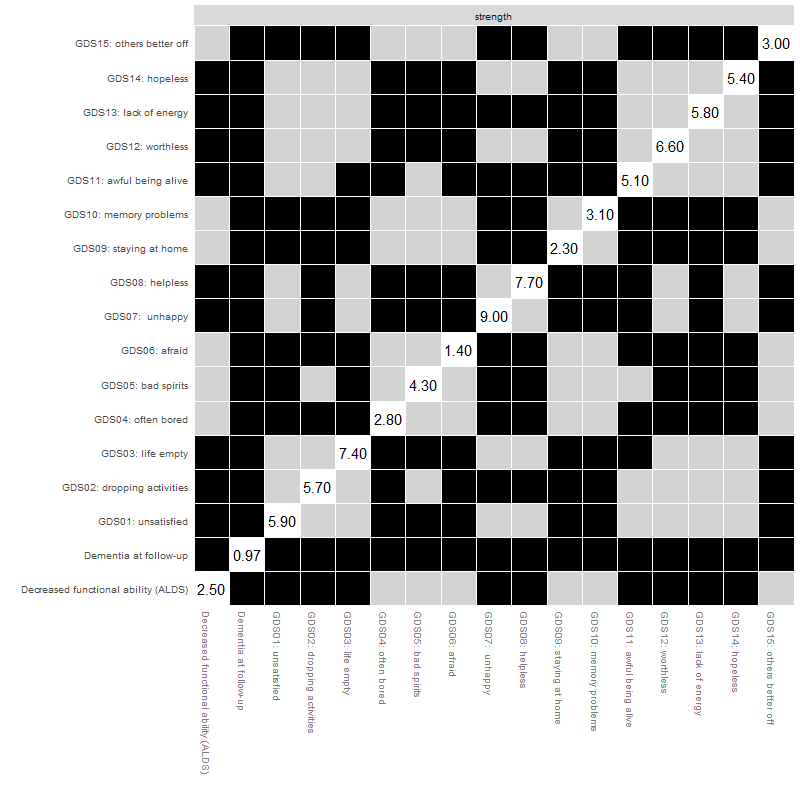 strength
GDS15: others better off 3.00
GDS14: hopeless 5.40
GDS13: lack of energy 5.80
GDS12: worthless 6.60
GDS11: awful being alive 5.10
GDS10: memory problems 3.10
GDS09: staying at home 2.30
GDS08: helpless 7.70
GDS07: unhappy 9.00
GDS06: afraid 1.40
GDS05: bad spirits 4.30
GDS04: often bored 2.80
GDS03: life empty 7.40
GDS02: dropping activities 5.70
GDS01: unsatisfied 5.90
Dementia at follow-up 0.97
Decreased functional ability (ALDS) 2.50
Decreased functional ability (ALDS)
Dementia at follow-up
GDS01: unsatisfied
GDS02: dropping activities
GDS03: life empty
GDS04: often bored
GDS05: bad spirits
GDS06: afraid
GDS07: unhappy
GDS08: helpless
GDS09: staying at home
GDS10: memory problems
GDS11: awful being alive
GDS12: worthless
GDS13: lack of energy
GDS14: hopeless
GDS15: others better off